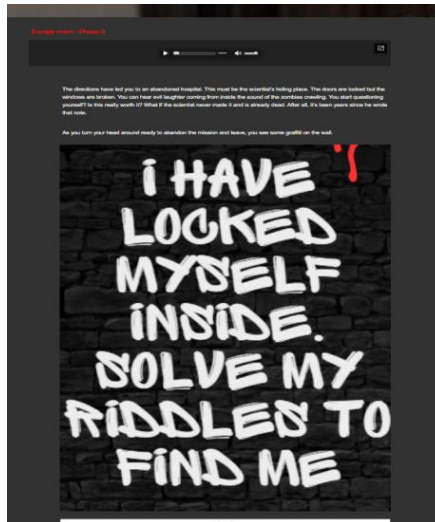 Escape room - Phase 4
The directions have led you to an abandoned hospital. This must be the scientist's hiding place. The doors are locked but the
windows are broken. You can hear evil laughter coming from inside the sound of the zombies crawling. You start questioning
yourself? Is this really worth it? What if the scientist never made it and is already dead. After all, it's been years since he wrote
that note.
As you turn your head around ready to abandon the mission and leave, you see some graffiti on the wall.
I HAVE
LOCKED
MYSELF
INSIDE.
SOLVE MY
RIDDLES TO
FIND ME